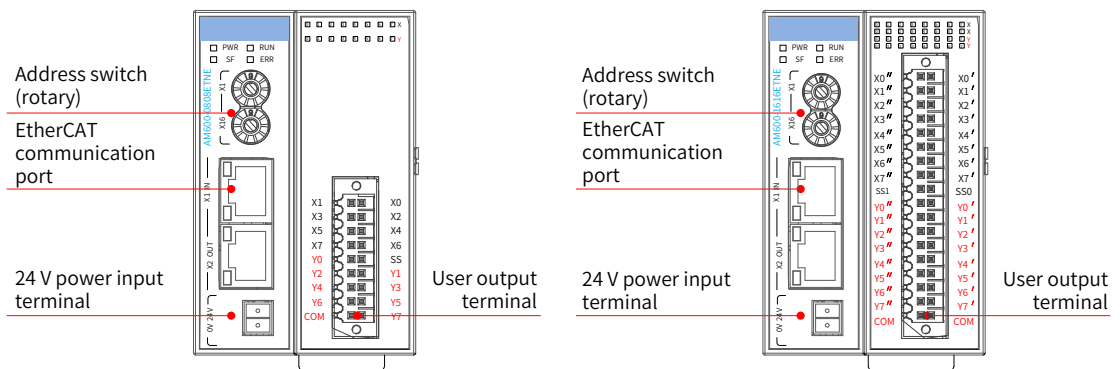 Address switch
(rotary)
EtherCAT
communication
port
24 V power input
terminal
PWR RUN
SF ERR
AM600-0808ETNE
X1
X16
X1 IN
X2 OUT
0V 24V
X
Y
X1 X0
X3 X2
X5 X4
X7 X6
Y0 SS
Y2 Y1
Y4 Y3
Y6 Y5
COM Y7
User output
terminal
Address switch
(rotary)
EtherCAT
communication
port
24 V power input
terminal
PWR RUN
SF ERR
AM600-1616ETNE
X1
X16
X1 IN
X2 OUT
0V 24V
X
X
Y
Y
X0″ X0′
X1″ X1′
X2″ X2′
X3″ X3′
X4″ X4′
X5″ X5′
X6″ X6′
X7″ X7′
SS1 SS0
Y0″ Y0′
Y1″ Y1′
Y2″ Y2′
Y3″ Y3′
Y4″ Y4′
Y5″ Y5′
Y6″ Y6′
Y7″ Y7′
COM COM
User output
terminal